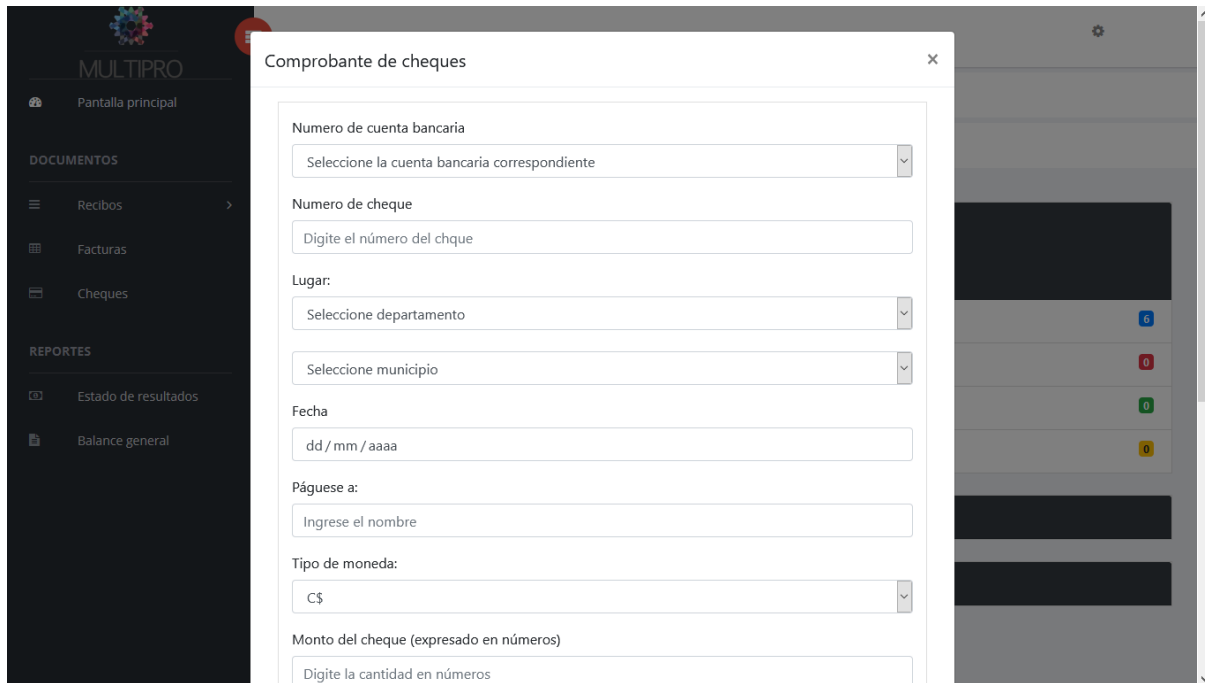 MULTIPRO
Pantalla principal
DOCUMENTOS
Recibos
Facturas
Cheques
REPORTES
Estado de resultados
Balance general
Comprobante de cheques
×
Numero de cuenta bancaria
Seleccione la cuenta bancaria correspondiente
Numero de cheque
Digite el número del chque
Lugar:
Seleccione departamento
Seleccione municipio
Fecha
dd / mm / aaaa
Páguese a:
Ingrese el nombre
Tipo de moneda:
C$
Monto del cheque (expresado en números)
Digite la cantidad en números
6
0
0
0